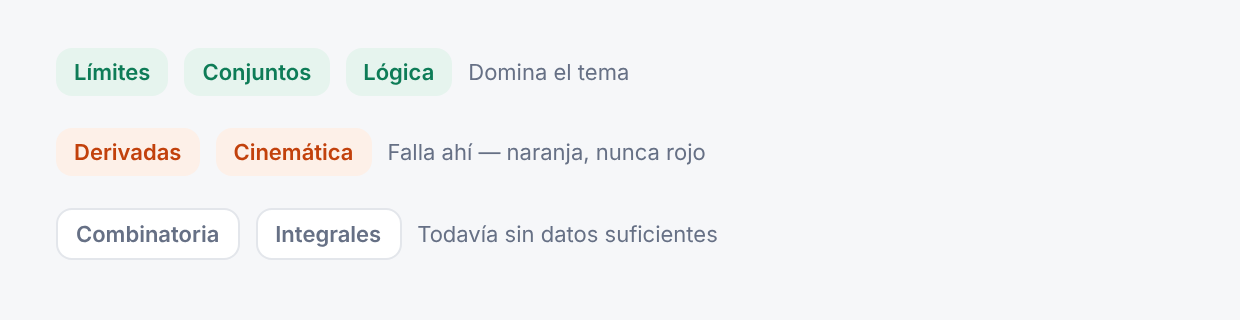 Límites Conjuntos Lógica Domina el tema
Derivadas Cinemática Falla ahí — naranja, nunca rojo
Combinatoria Integrales Todavía sin datos suficientes